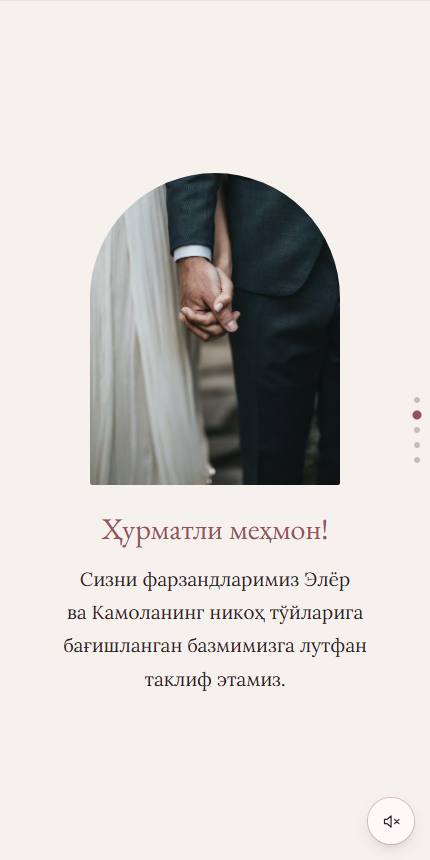 Ҳурматли меҳмон!
Сизни фарзандларимиз Элёр
ва Камоланинг никоҳ тўйларига
бағишланган базмимизга лутфан
таклиф этамиз.